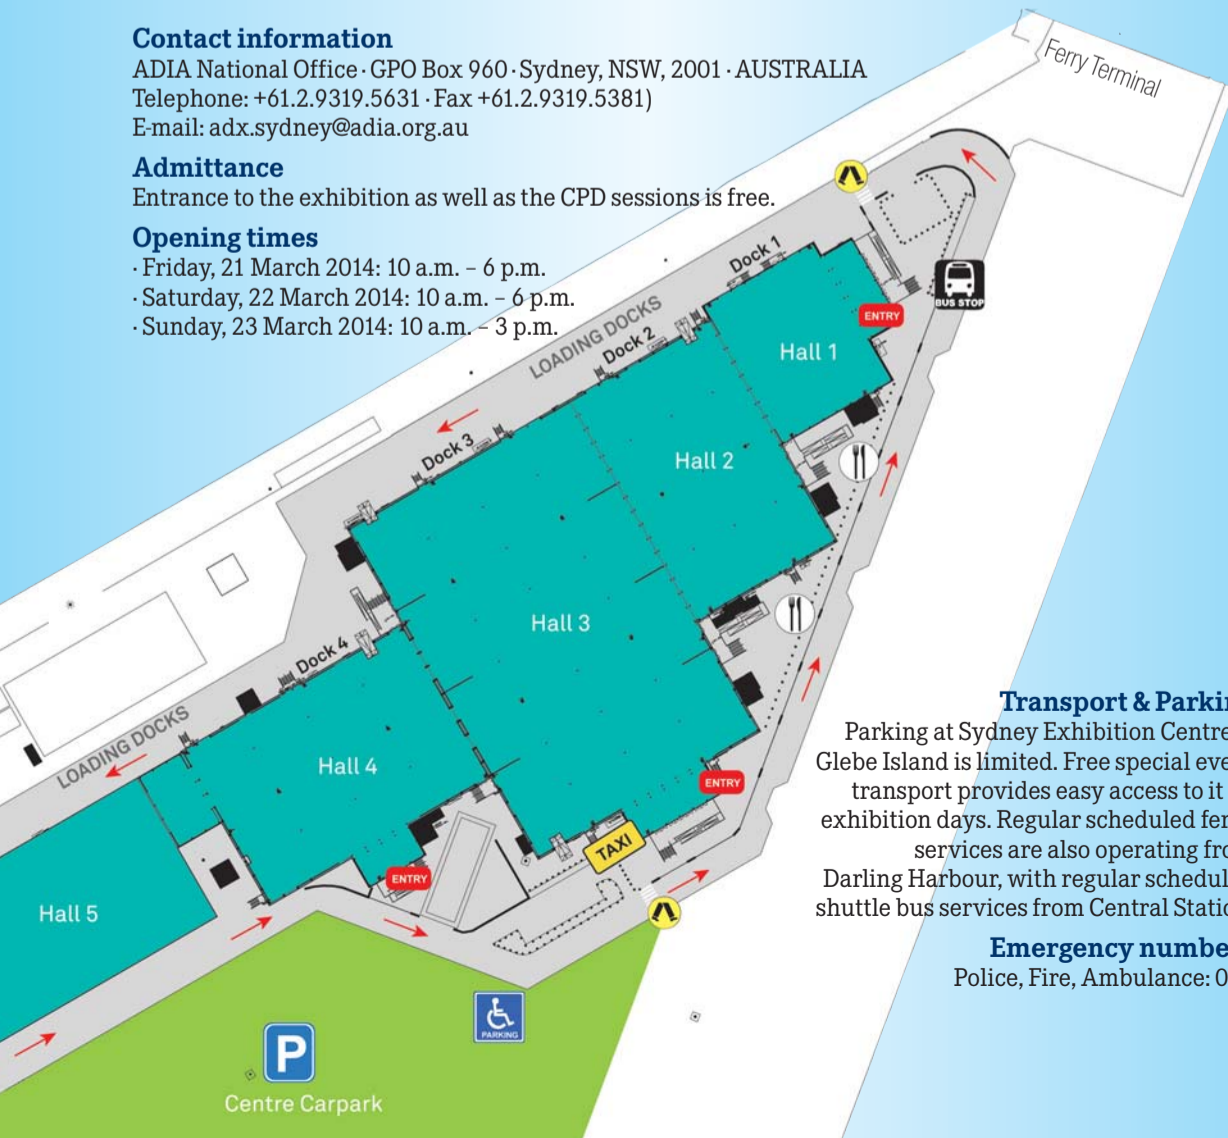 Contact information
ADIA National Office · GPO Box 960 · Sydney, NSW, 2001 · AUSTRALIA
Telephone: +61.2.9319.5631 · Fax +61.2.9319.5381)
E-mail: adx.sydney@adia.org.au
Admittance
Entrance to the exhibition as well as the CPD sessions is free.
Opening times
· Friday, 21 March 2014: 10 a.m. – 6 p.m.
· Saturday, 22 March 2014: 10 a.m. – 6 p.m.
· Sunday, 23 March 2014: 10 a.m. – 3 p.m.
Ferry Terminal
Dock 1
BUS STOP
ENTRY
LOADING DOCKS
Dock 2
Hall 1
Dock 3
Hall 2
Hall 3
Dock 4
LOADING DOCKS
Hall 4
ENTRY
TAXI
ENTRY
Hall 5
Transport & Parkin
Parking at Sydney Exhibition Centre
Glebe Island is limited. Free special eve
transport provides easy access to it
exhibition days. Regular scheduled fer
services are also operating fro
Darling Harbour, with regular schedul
shuttle bus services from Central Static
Emergency numbe
Police, Fire, Ambulance: 0
PARKING
P
Centre Carpark